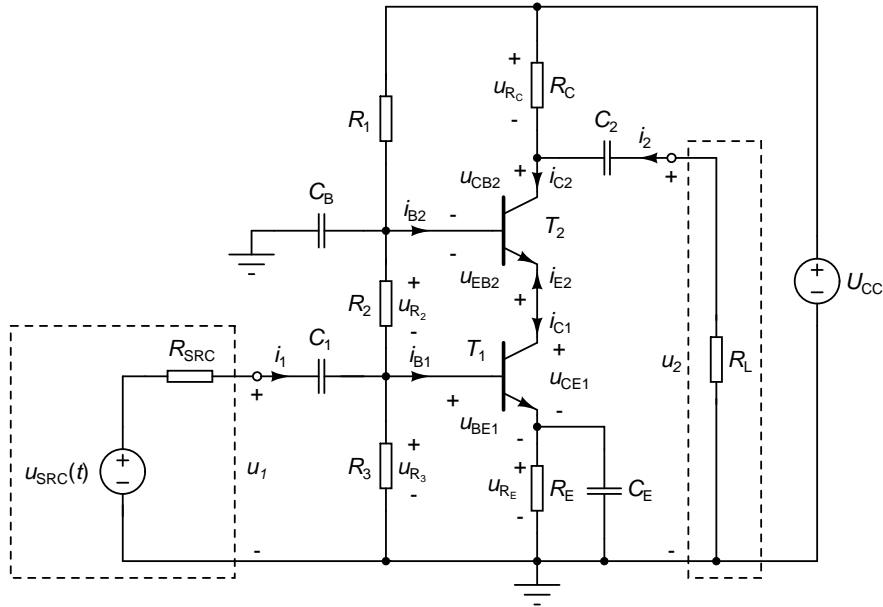 +
u_RC
-
R_C
R_1
C_2
i_2
+
C_B
u_CB2
+
i_C2
i_B2
-
T_2
-
u_EB2
i_E2
+
+
-
U_CC
R_2
+
u_R2
-
i_C1
C_1
i_B1
T_1
+
u_CE1
-
R_SRC
i_1
+
+
u_BE1
-
u_2
R_L
u_SRC(t)
+
-
u_1
R_3
+
u_R3
-
+
u_RE
-
R_E
C_E
-
-